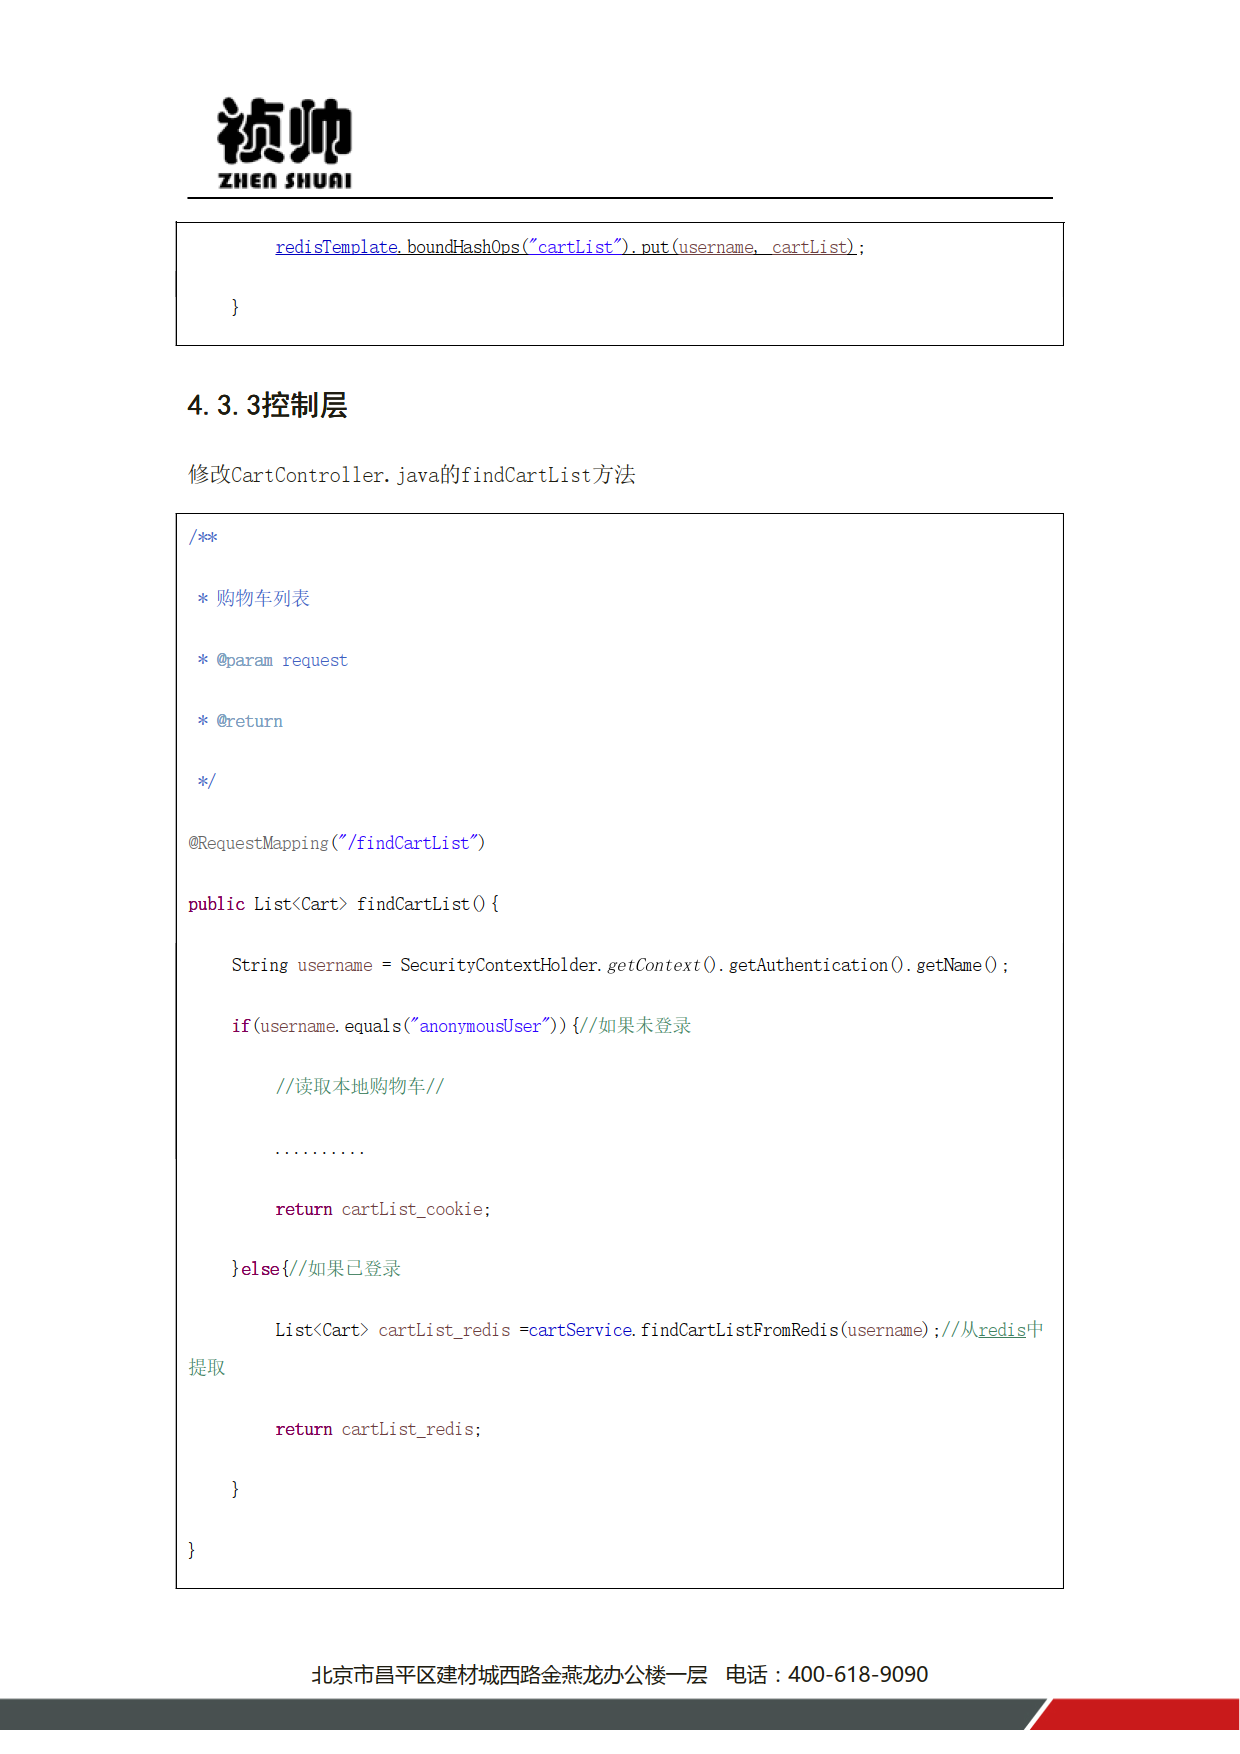 祯帅
ZHEN SHUAI
redisTemplate.boundHashOps("cartList").put(username, cartList);
}
4.3.3控制层
修改CartController.java的findCartList方法
/**
* 购物车列表
* @param request
* @return
*/
@RequestMapping("/findCartList")
public List<Cart> findCartList(){
String username = SecurityContextHolder.getContext().getAuthentication().getName();
if(username.equals("anonymousUser")){//如果未登录
//读取本地购物车//
..........
return cartList_cookie;
}else{//如果已登录
List<Cart> cartList_redis =cartService.findCartListFromRedis(username);//从redis中
提取
return cartList_redis;
}
}
北京市昌平区建材城西路金燕龙办公楼一层 电话：400-618-9090